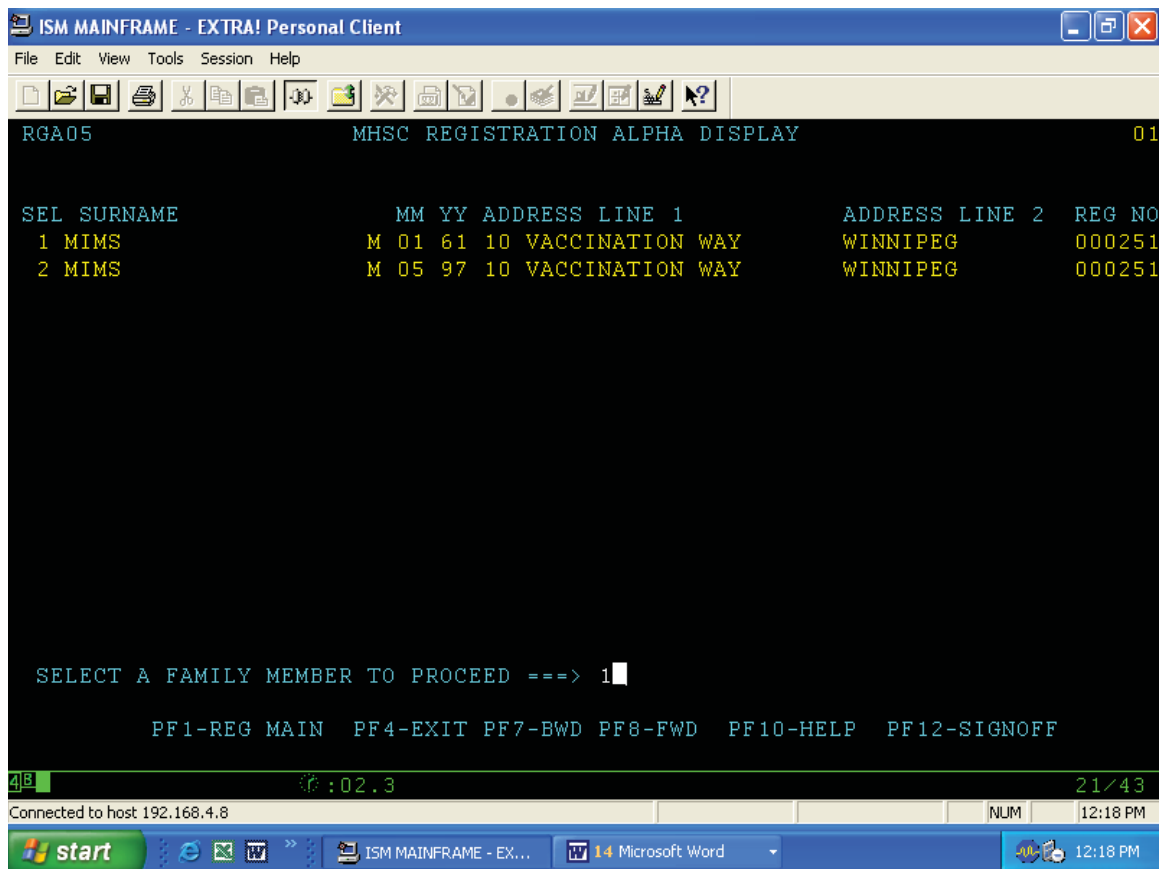 ISM MAINFRAME - EXTRA! Personal Client
File Edit View Tools Session Help
RGA05 MHSC REGISTRATION ALPHA DISPLAY 01
SEL SURNAME MM YY ADDRESS LINE 1 ADDRESS LINE 2 REG NO
1 MIMS M 01 61 10 VACCINATION WAY WINNIPEG 000251
2 MIMS M 05 97 10 VACCINATION WAY WINNIPEG 000251
SELECT A FAMILY MEMBER TO PROCEED ===> 1
PF1-REG MAIN PF4-EXIT PF7-BWD PF8-FWD PF10-HELP PF12-SIGNOFF
4B :02.3 21/43
Connected to host 192.168.4.8 NUM 12:18 PM
start » ISM MAINFRAME - EX... 14 Microsoft Word 12:18 PM